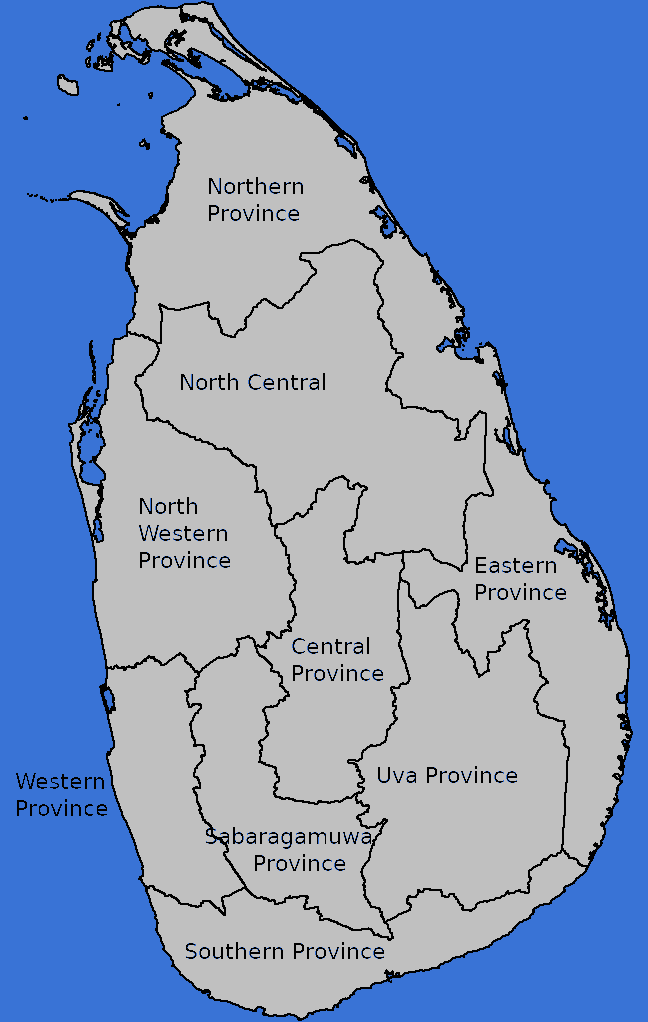 Northern
Province
North Central
North
Western
Province
Eastern
Province
Central
Province
Uva Province
Western
Province
Sabaragamuwa
Province
Southern Province